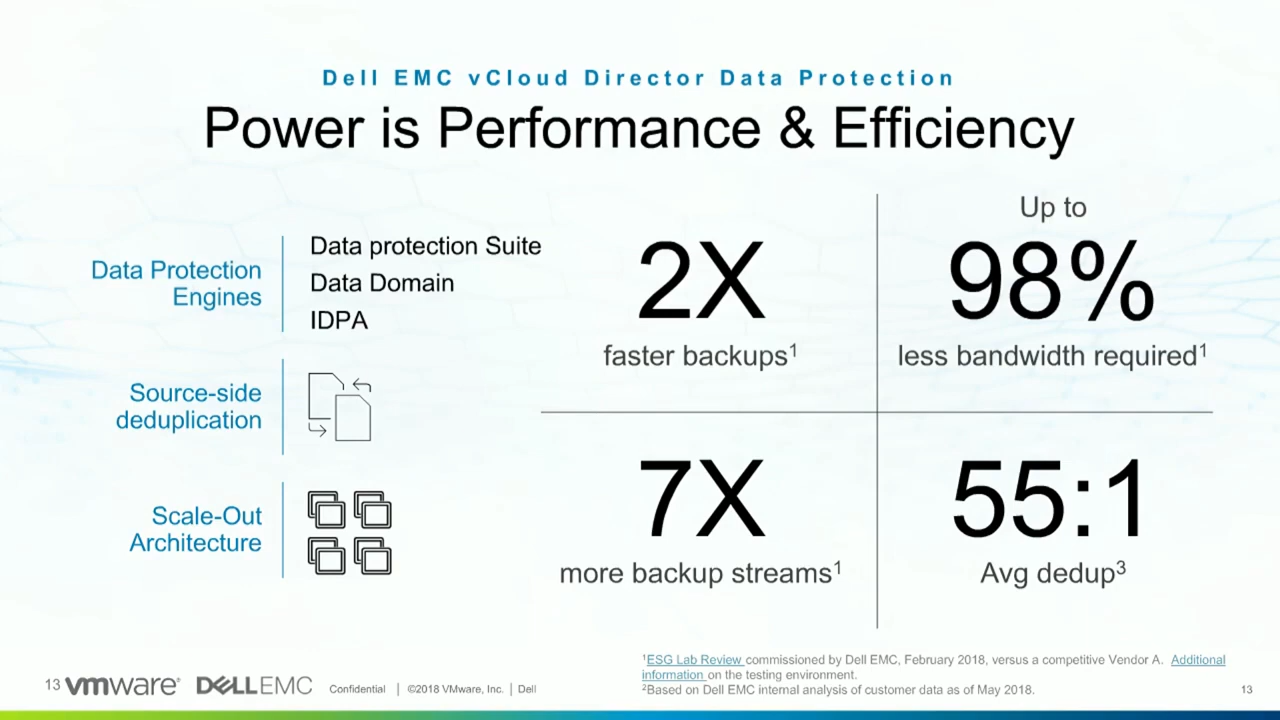 Dell EMC vCloud Director Data Protection
Power is Performance & Efficiency
Data Protection
Engines
Data protection Suite
Data Domain
IDPA
Source-side
deduplication
Scale-Out
Architecture
2X
faster backups¹
Up to
98%
less bandwidth required¹
7X
more backup streams¹
55:1
Avg dedup³
¹ESG Lab Review commissioned by Dell EMC, February 2018, versus a competitive Vendor A. Additional
information on the testing environment.
²Based on Dell EMC internal analysis of customer data as of May 2018.
13 vmware® DELLEMC Confidential | ©2018 VMware, Inc. | Dell
13